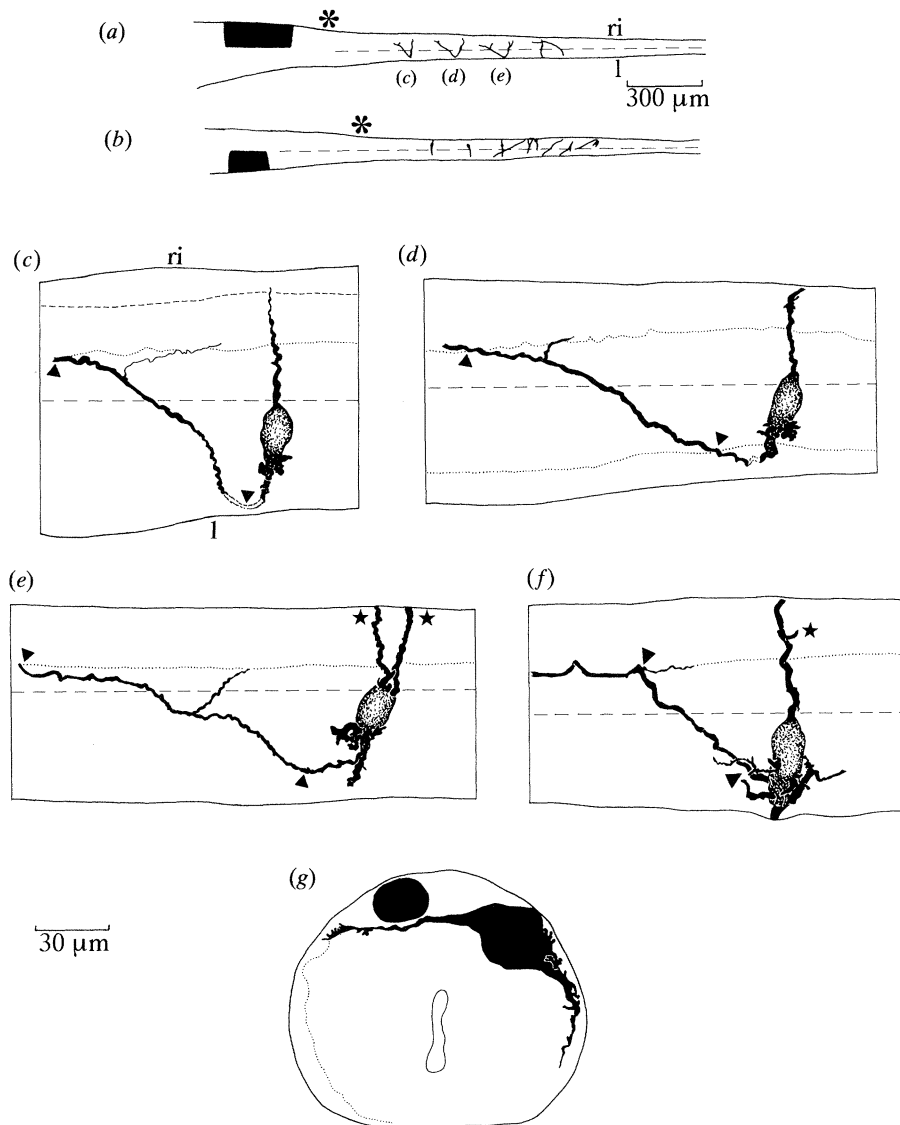 (a)
*
ri
(c)
(d)
(e)
l
300 μm
(b)
*
(c)
ri
l
(d)
(e)
★ ★
(f)
★
(g)
30 μm